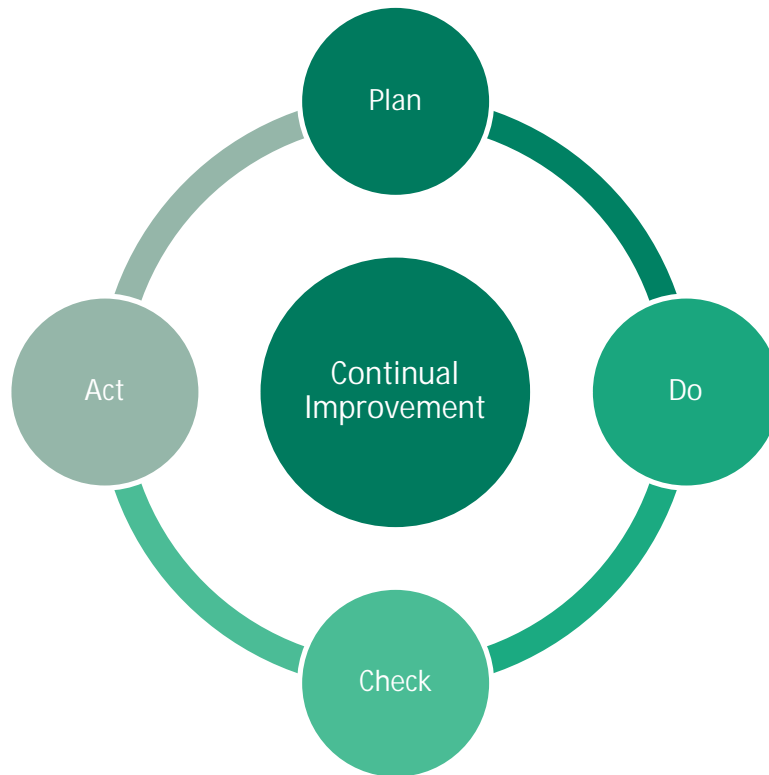 Plan
Act
Continual
Improvement
Do
Check